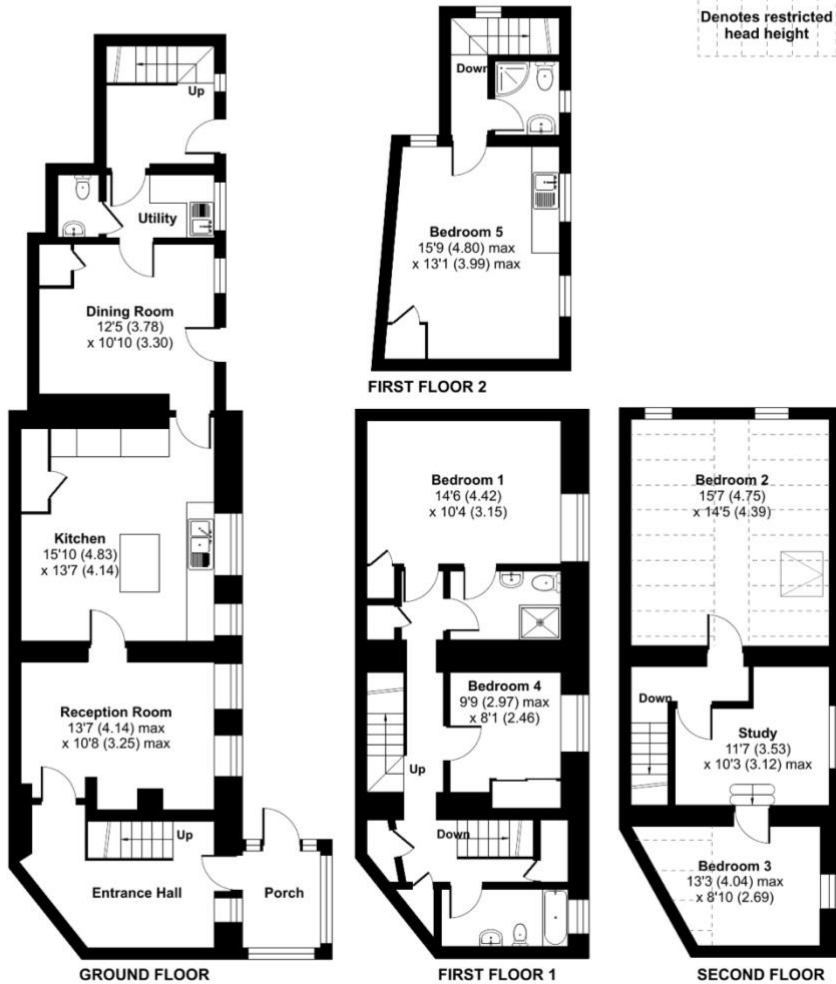 Denotes restricted
head height
Up
Utility
Dining Room
12'5 (3.78)
x 10'10 (3.30)
Kitchen
15'10 (4.83)
x 13'7 (4.14)
Reception Room
13'7 (4.14) max
x 10'8 (3.25) max
Up
Entrance Hall
Porch
GROUND FLOOR
Down
Bedroom 5
15'9 (4.80) max
x 13'1 (3.99) max
FIRST FLOOR 2
Bedroom 1
14'6 (4.42)
x 10'4 (3.15)
Bedroom 4
9'9 (2.97) max
x 8'1 (2.46)
Up
Down
FIRST FLOOR 1
Bedroom 2
15'7 (4.75)
x 14'5 (4.39)
Down
Study
11'7 (3.53)
x 10'3 (3.12) max
Bedroom 3
13'3 (4.04) max
x 8'10 (2.69)
SECOND FLOOR